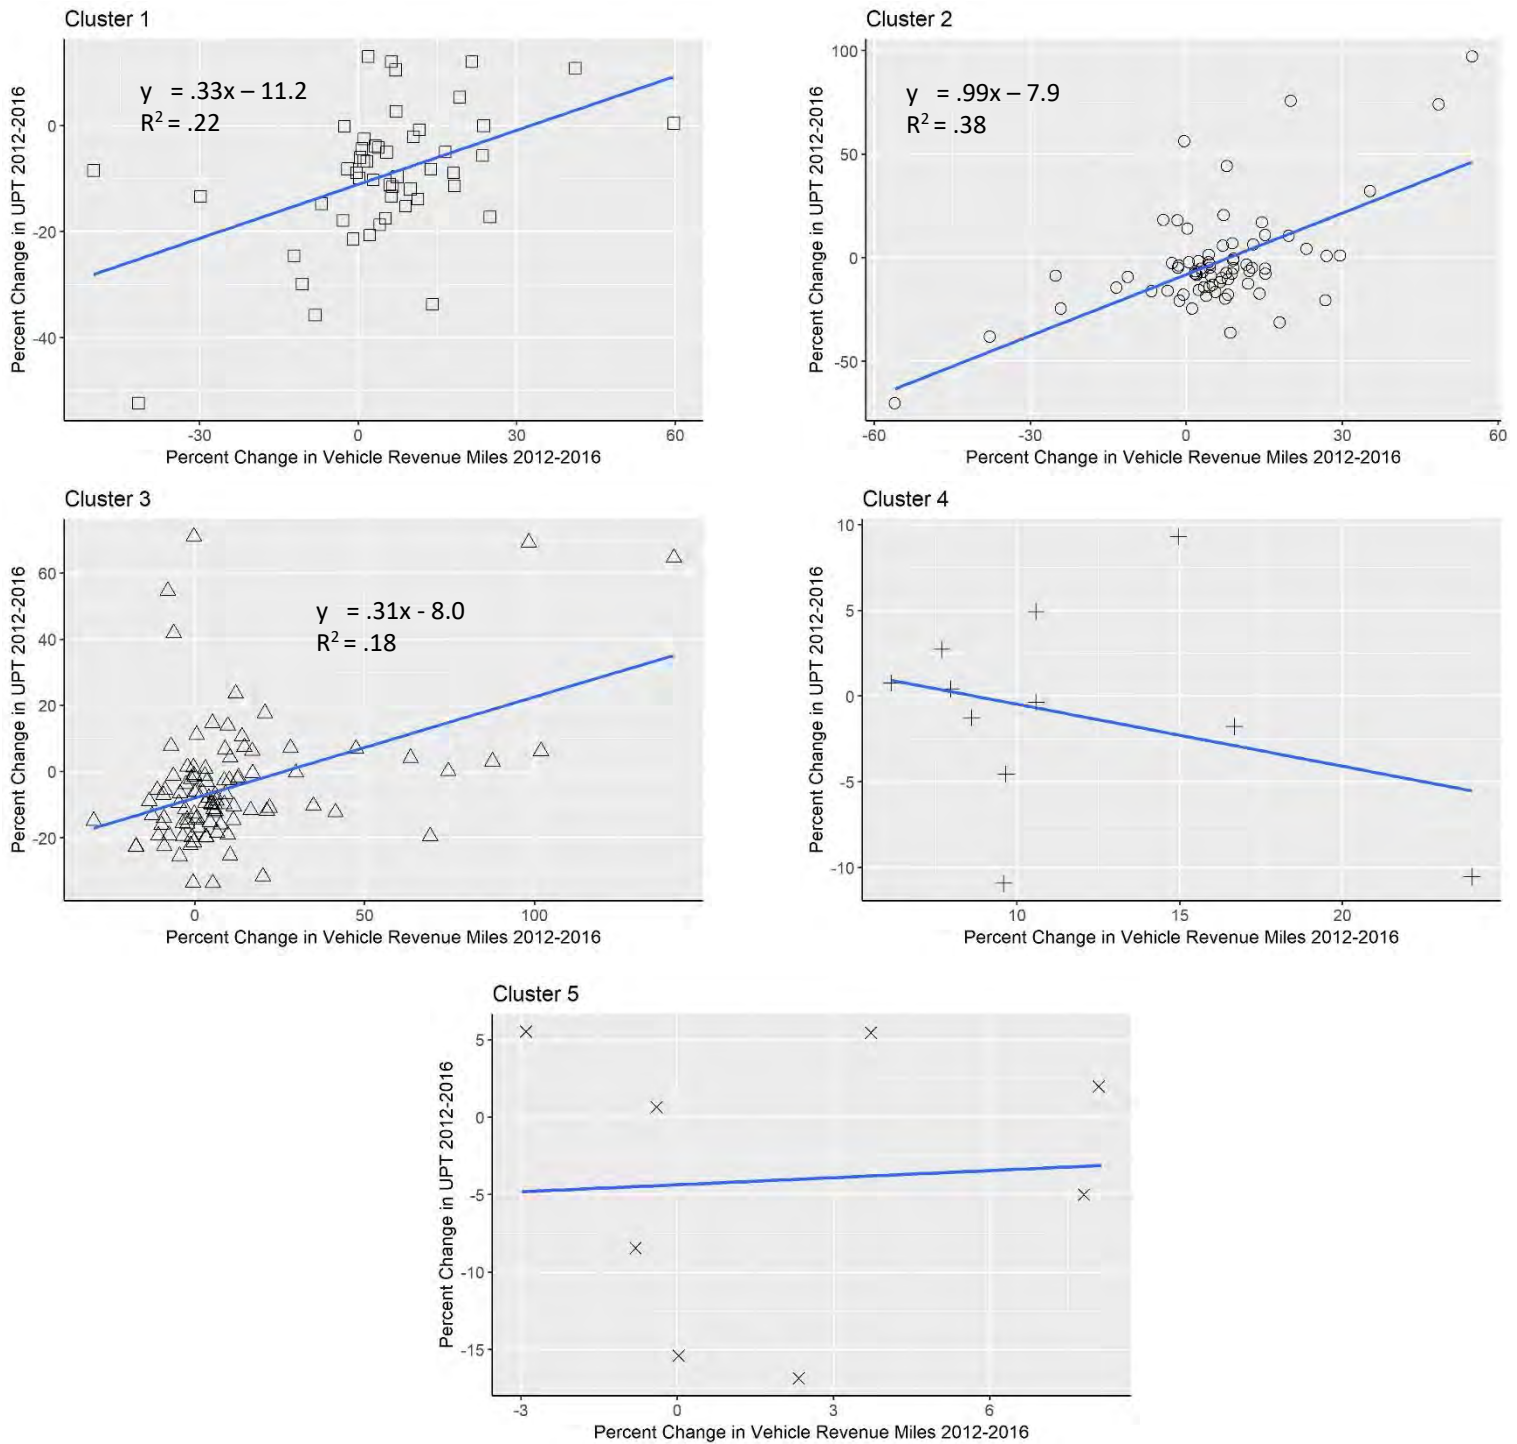 Cluster 1
y = .33x – 11.2
R² = .22
0
-20
-40
-30
0
30
60
Percent Change in UPT 2012-2016
Percent Change in Vehicle Revenue Miles 2012-2016
Cluster 2
y = .99x – 7.9
R² = .38
100
50
0
-50
-60
-30
0
30
60
Percent Change in UPT 2012-2016
Percent Change in Vehicle Revenue Miles 2012-2016
Cluster 3
y = .31x - 8.0
R² = .18
60
40
20
0
-20
0
50
100
Percent Change in UPT 2012-2016
Percent Change in Vehicle Revenue Miles 2012-2016
Cluster 4
10
5
0
-5
-10
10
15
20
Percent Change in UPT 2012-2016
Percent Change in Vehicle Revenue Miles 2012-2016
Cluster 5
5
0
-5
-10
-15
-3
0
3
6
Percent Change in UPT 2012-2016
Percent Change in Vehicle Revenue Miles 2012-2016